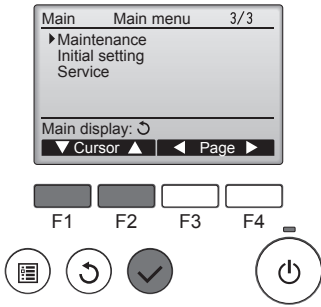 Main Main menu 3/3
Maintenance
Initial setting
Service
Main display:
Cursor Page
F1 F2 F3 F4